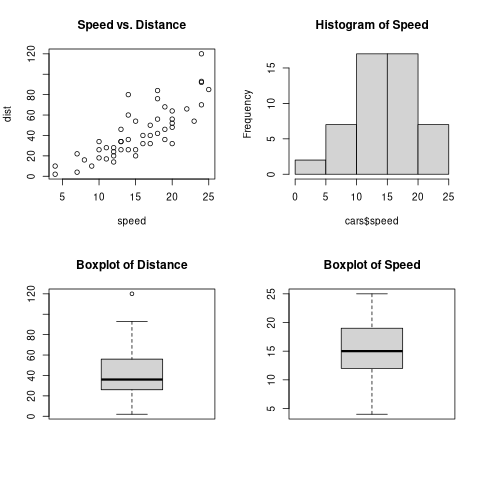 Speed vs. Distance
dist
0 20 40 60 80 120
5 10 15 20 25
speed
Histogram of Speed
Frequency
0 5 10 15
0 5 10 15 20 25
cars$speed
Boxplot of Distance
0 20 40 60 80 120
Boxplot of Speed
5 10 15 20 25